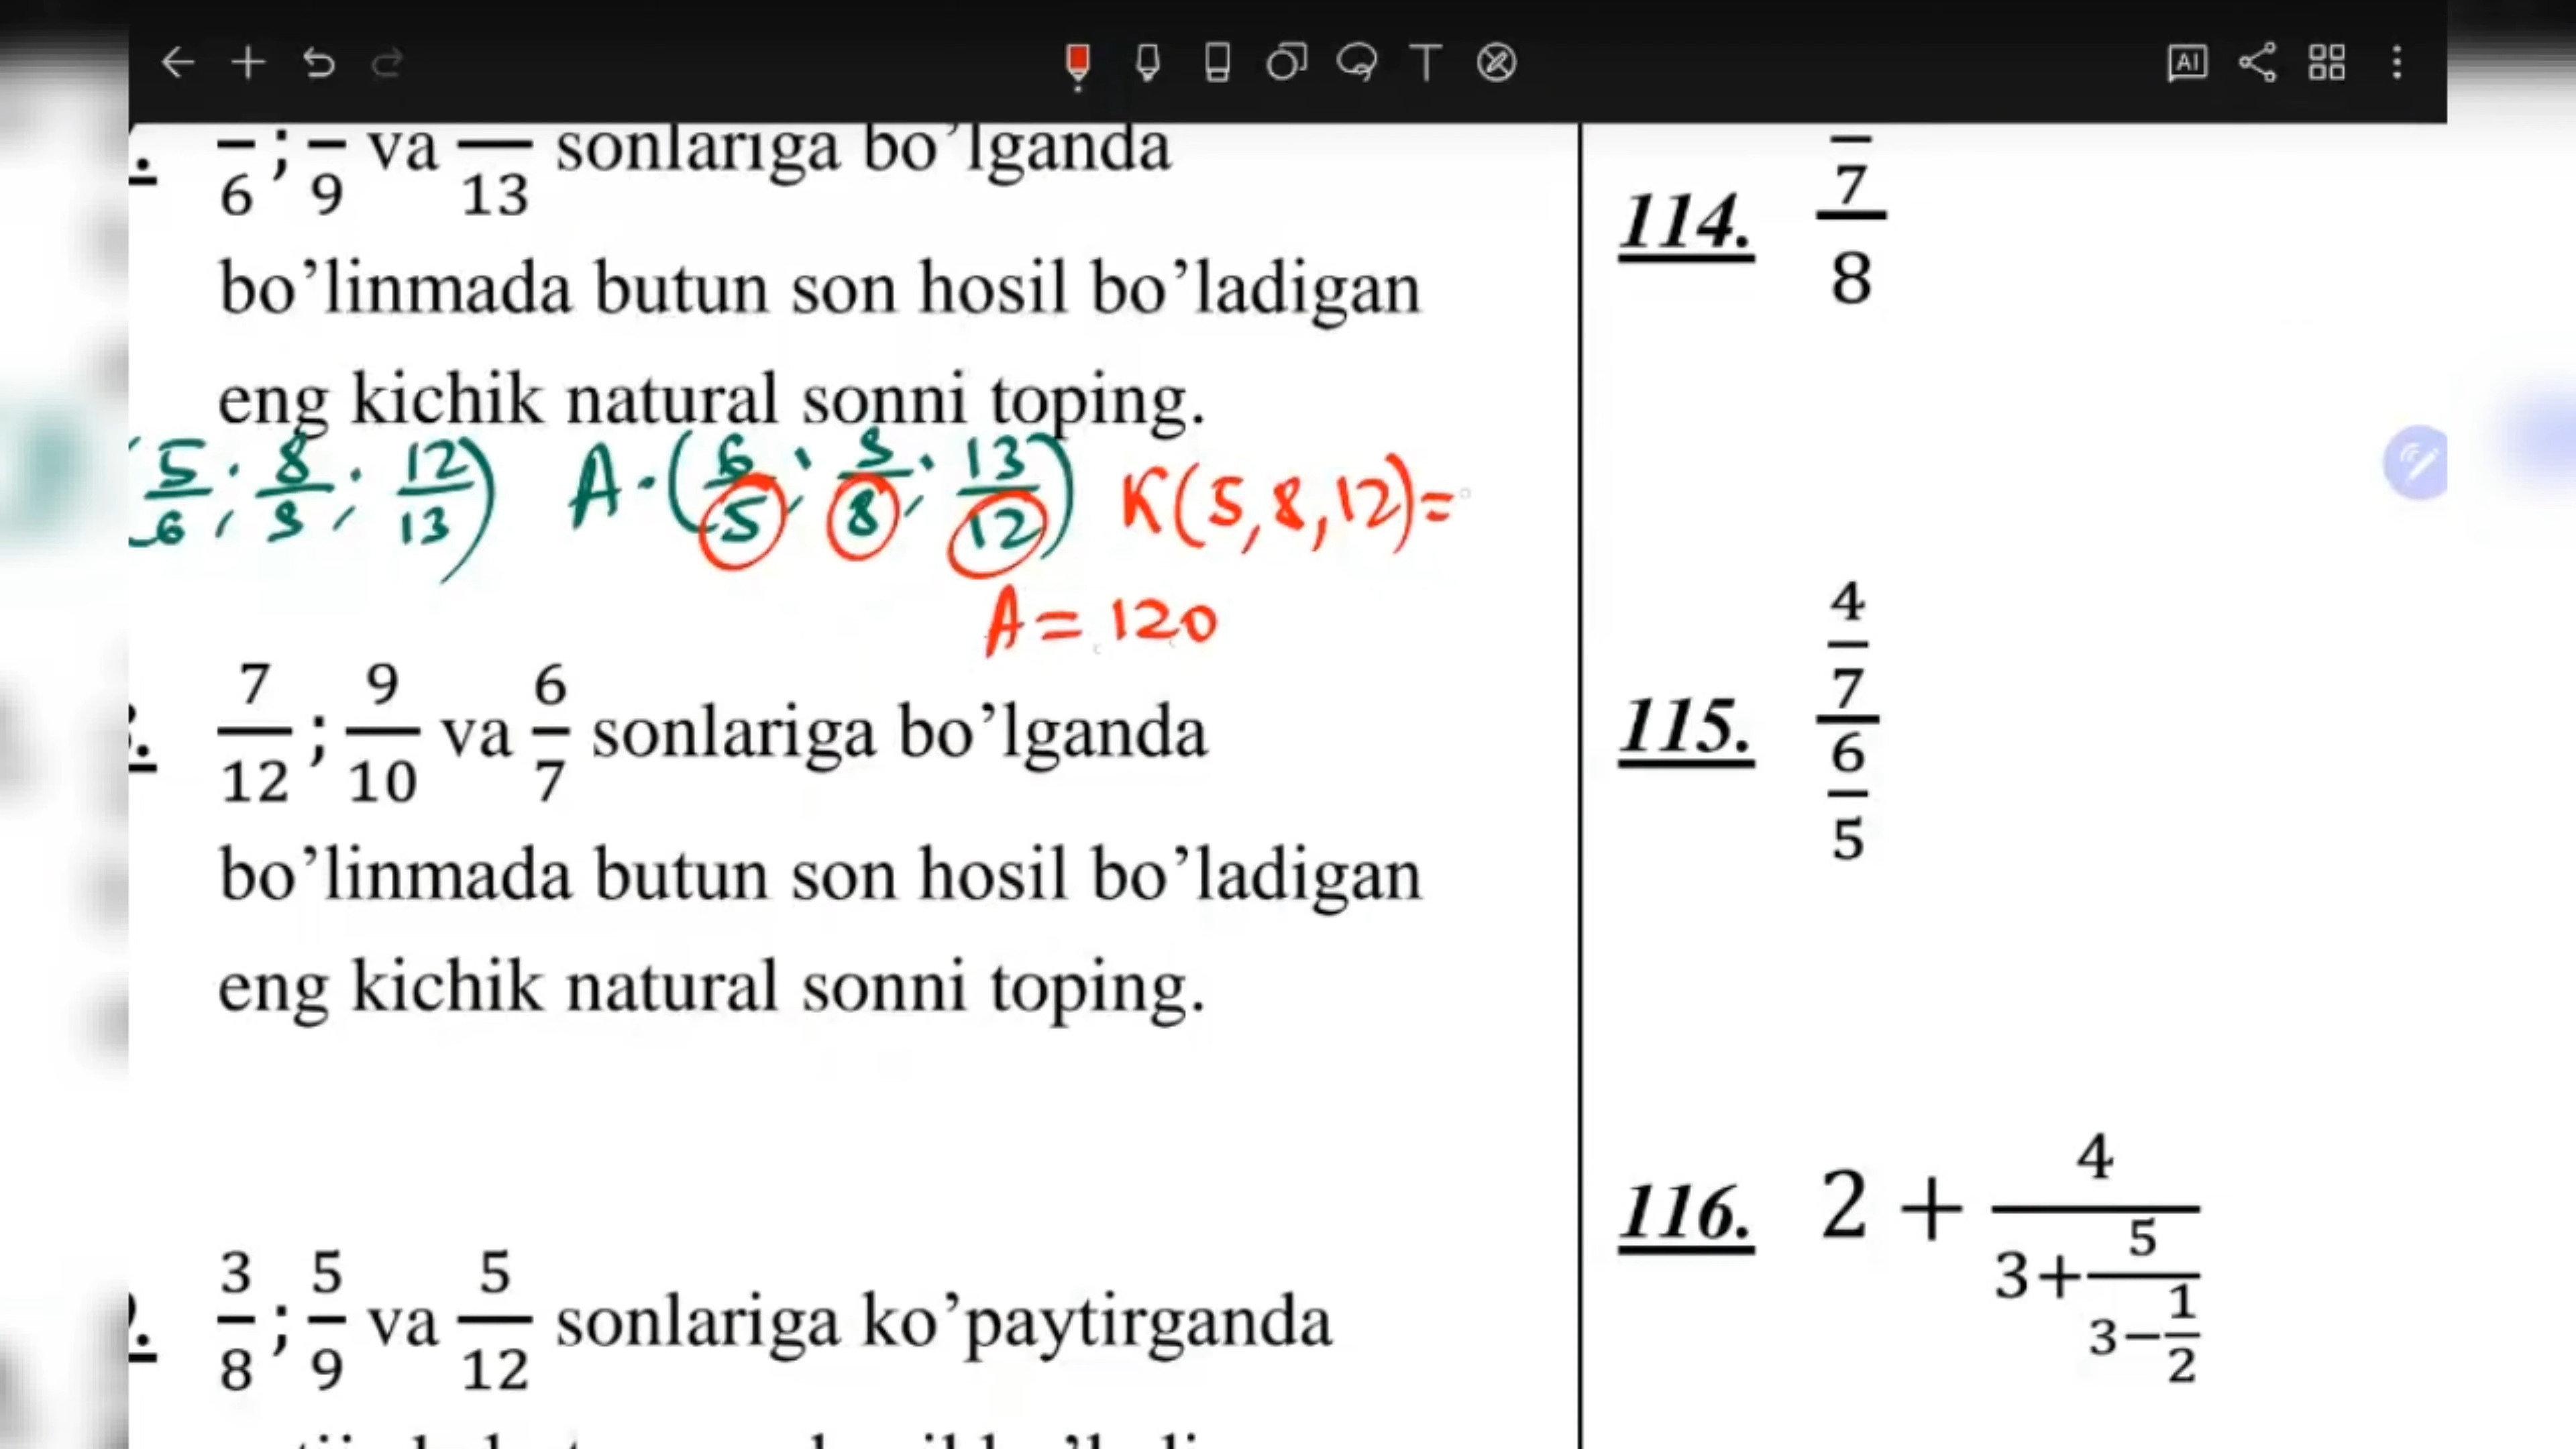 AI
. — ; — va — sonlariga bo’lganda
6 9 13
bo’linmada butun son hosil bo’ladigan
eng kichik natural sonni toping.
(5/6; 8/9; 12/13) A·(6/5; 9/8; 13/12) K(5,8,12)=
A = 120
7/12; 9/10 va 6/7 sonlariga bo’lganda
bo’linmada butun son hosil bo’ladigan
eng kichik natural sonni toping.
3/8; 5/9 va 5/12 sonlariga ko’paytirganda
114. 7/8
115. (4/7)/(6/5)
116. 2 + 4/(3+5/(3−1/2))